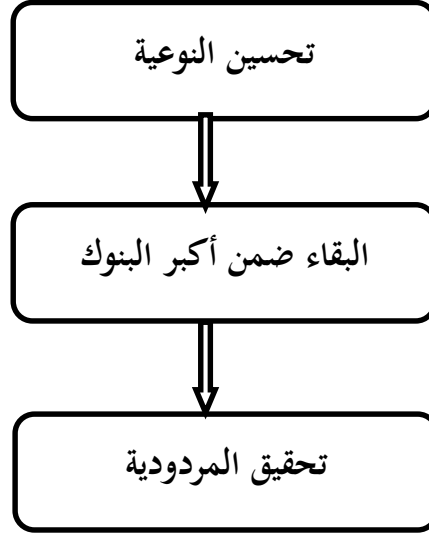 تحسين النوعية
البقاء ضمن أكبر البنوك
تحقيق المردودية